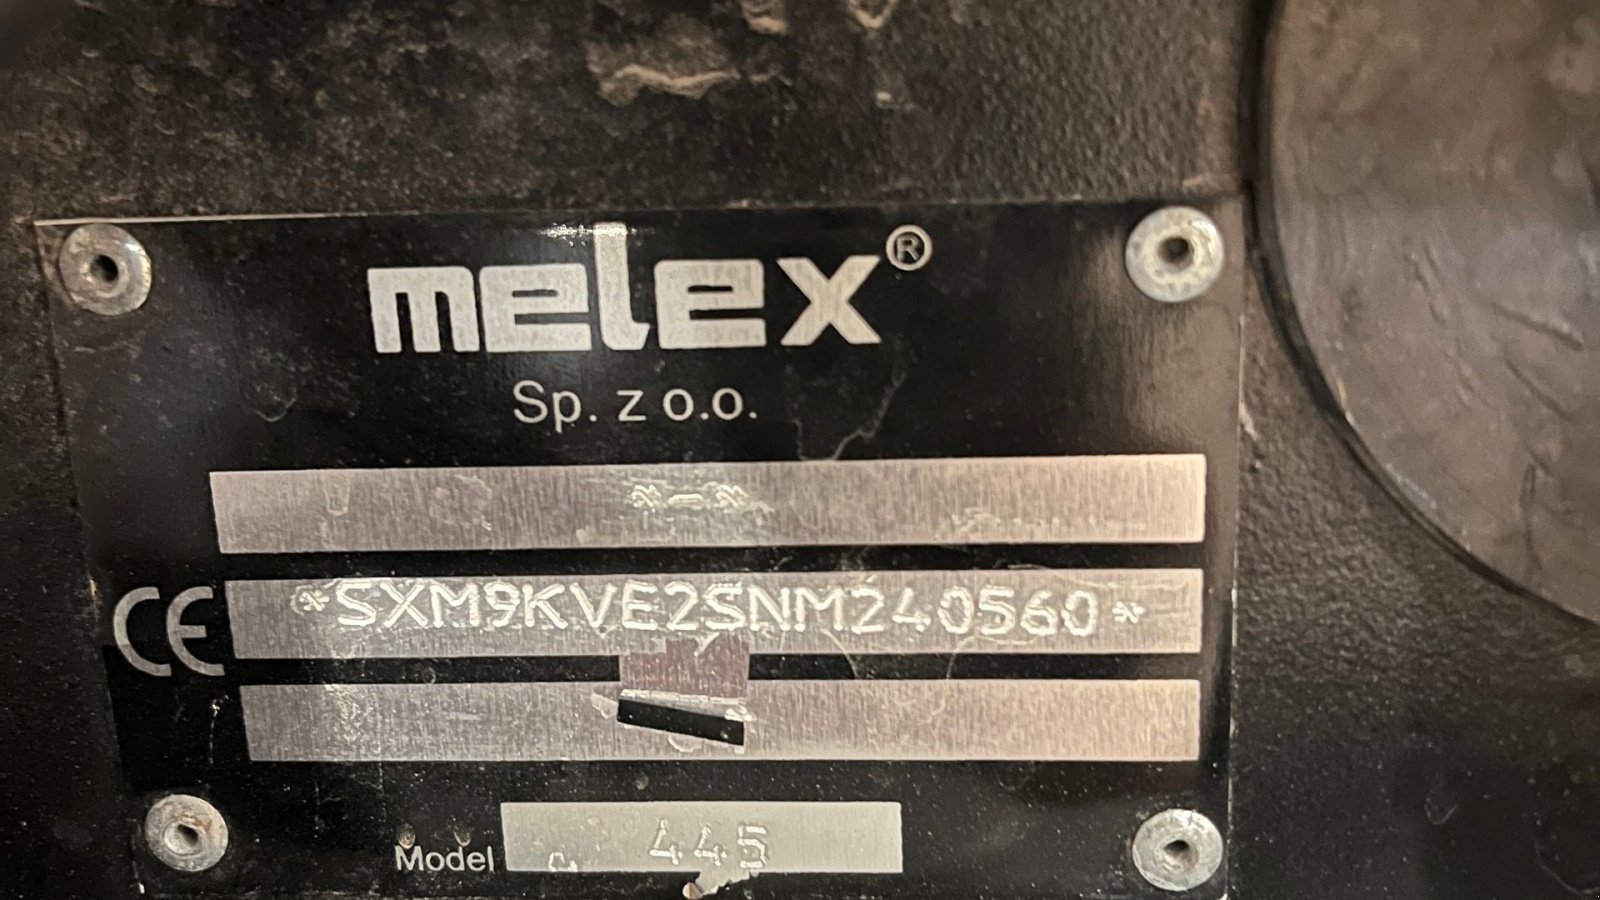 melex®
Sp. z o.o.
*-*
CE
*SXM9KVE2SNM240560*
Model 445